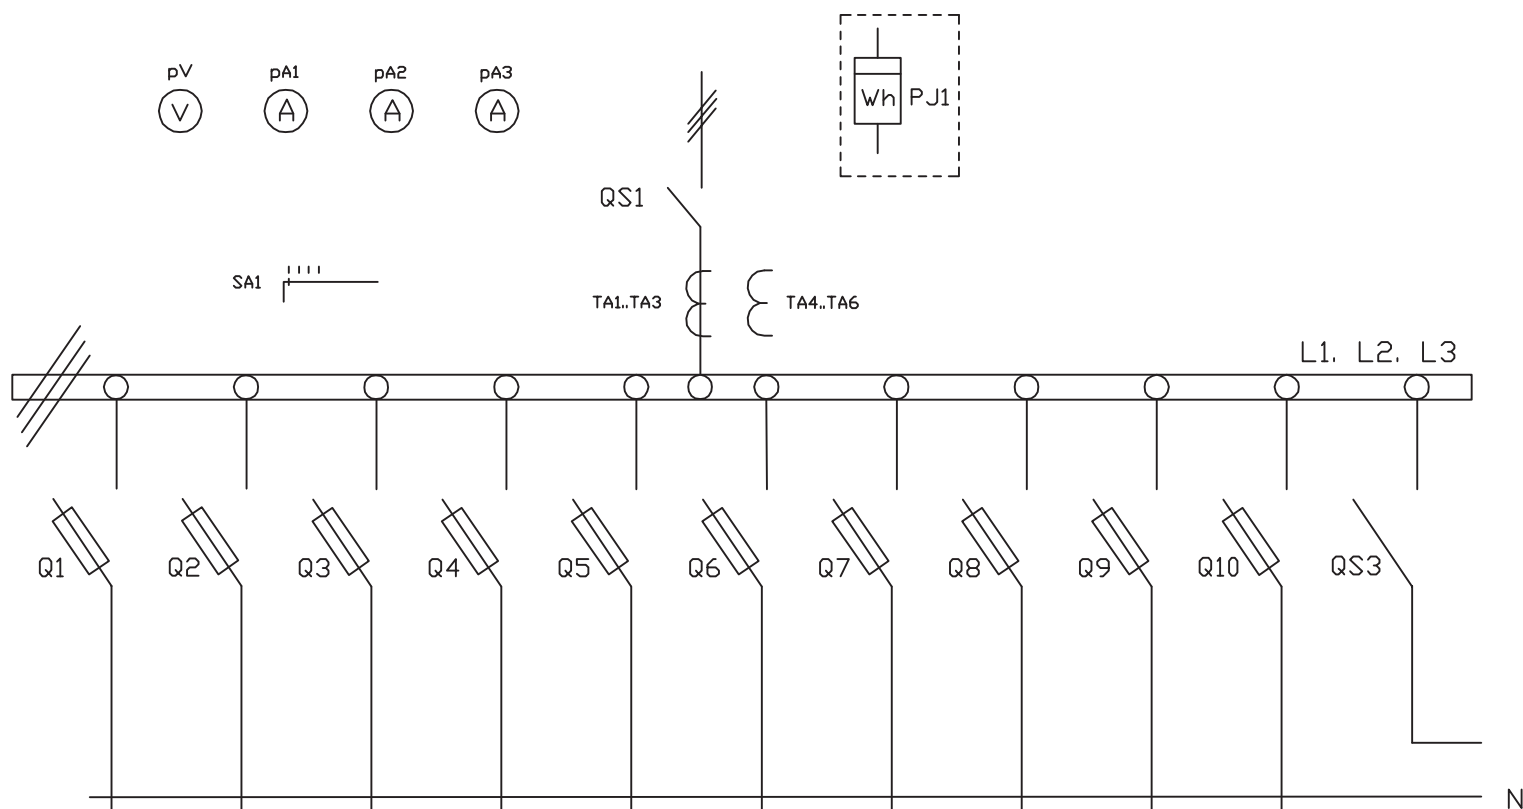 pV pA1 pA2 pA3
V A A A
Wh PJ1
QS1
SA1
TA1..TA3 TA4..TA6
L1. L2. L3
Q1 Q2 Q3 Q4 Q5 Q6 Q7 Q8 Q9 Q10 QS3
N